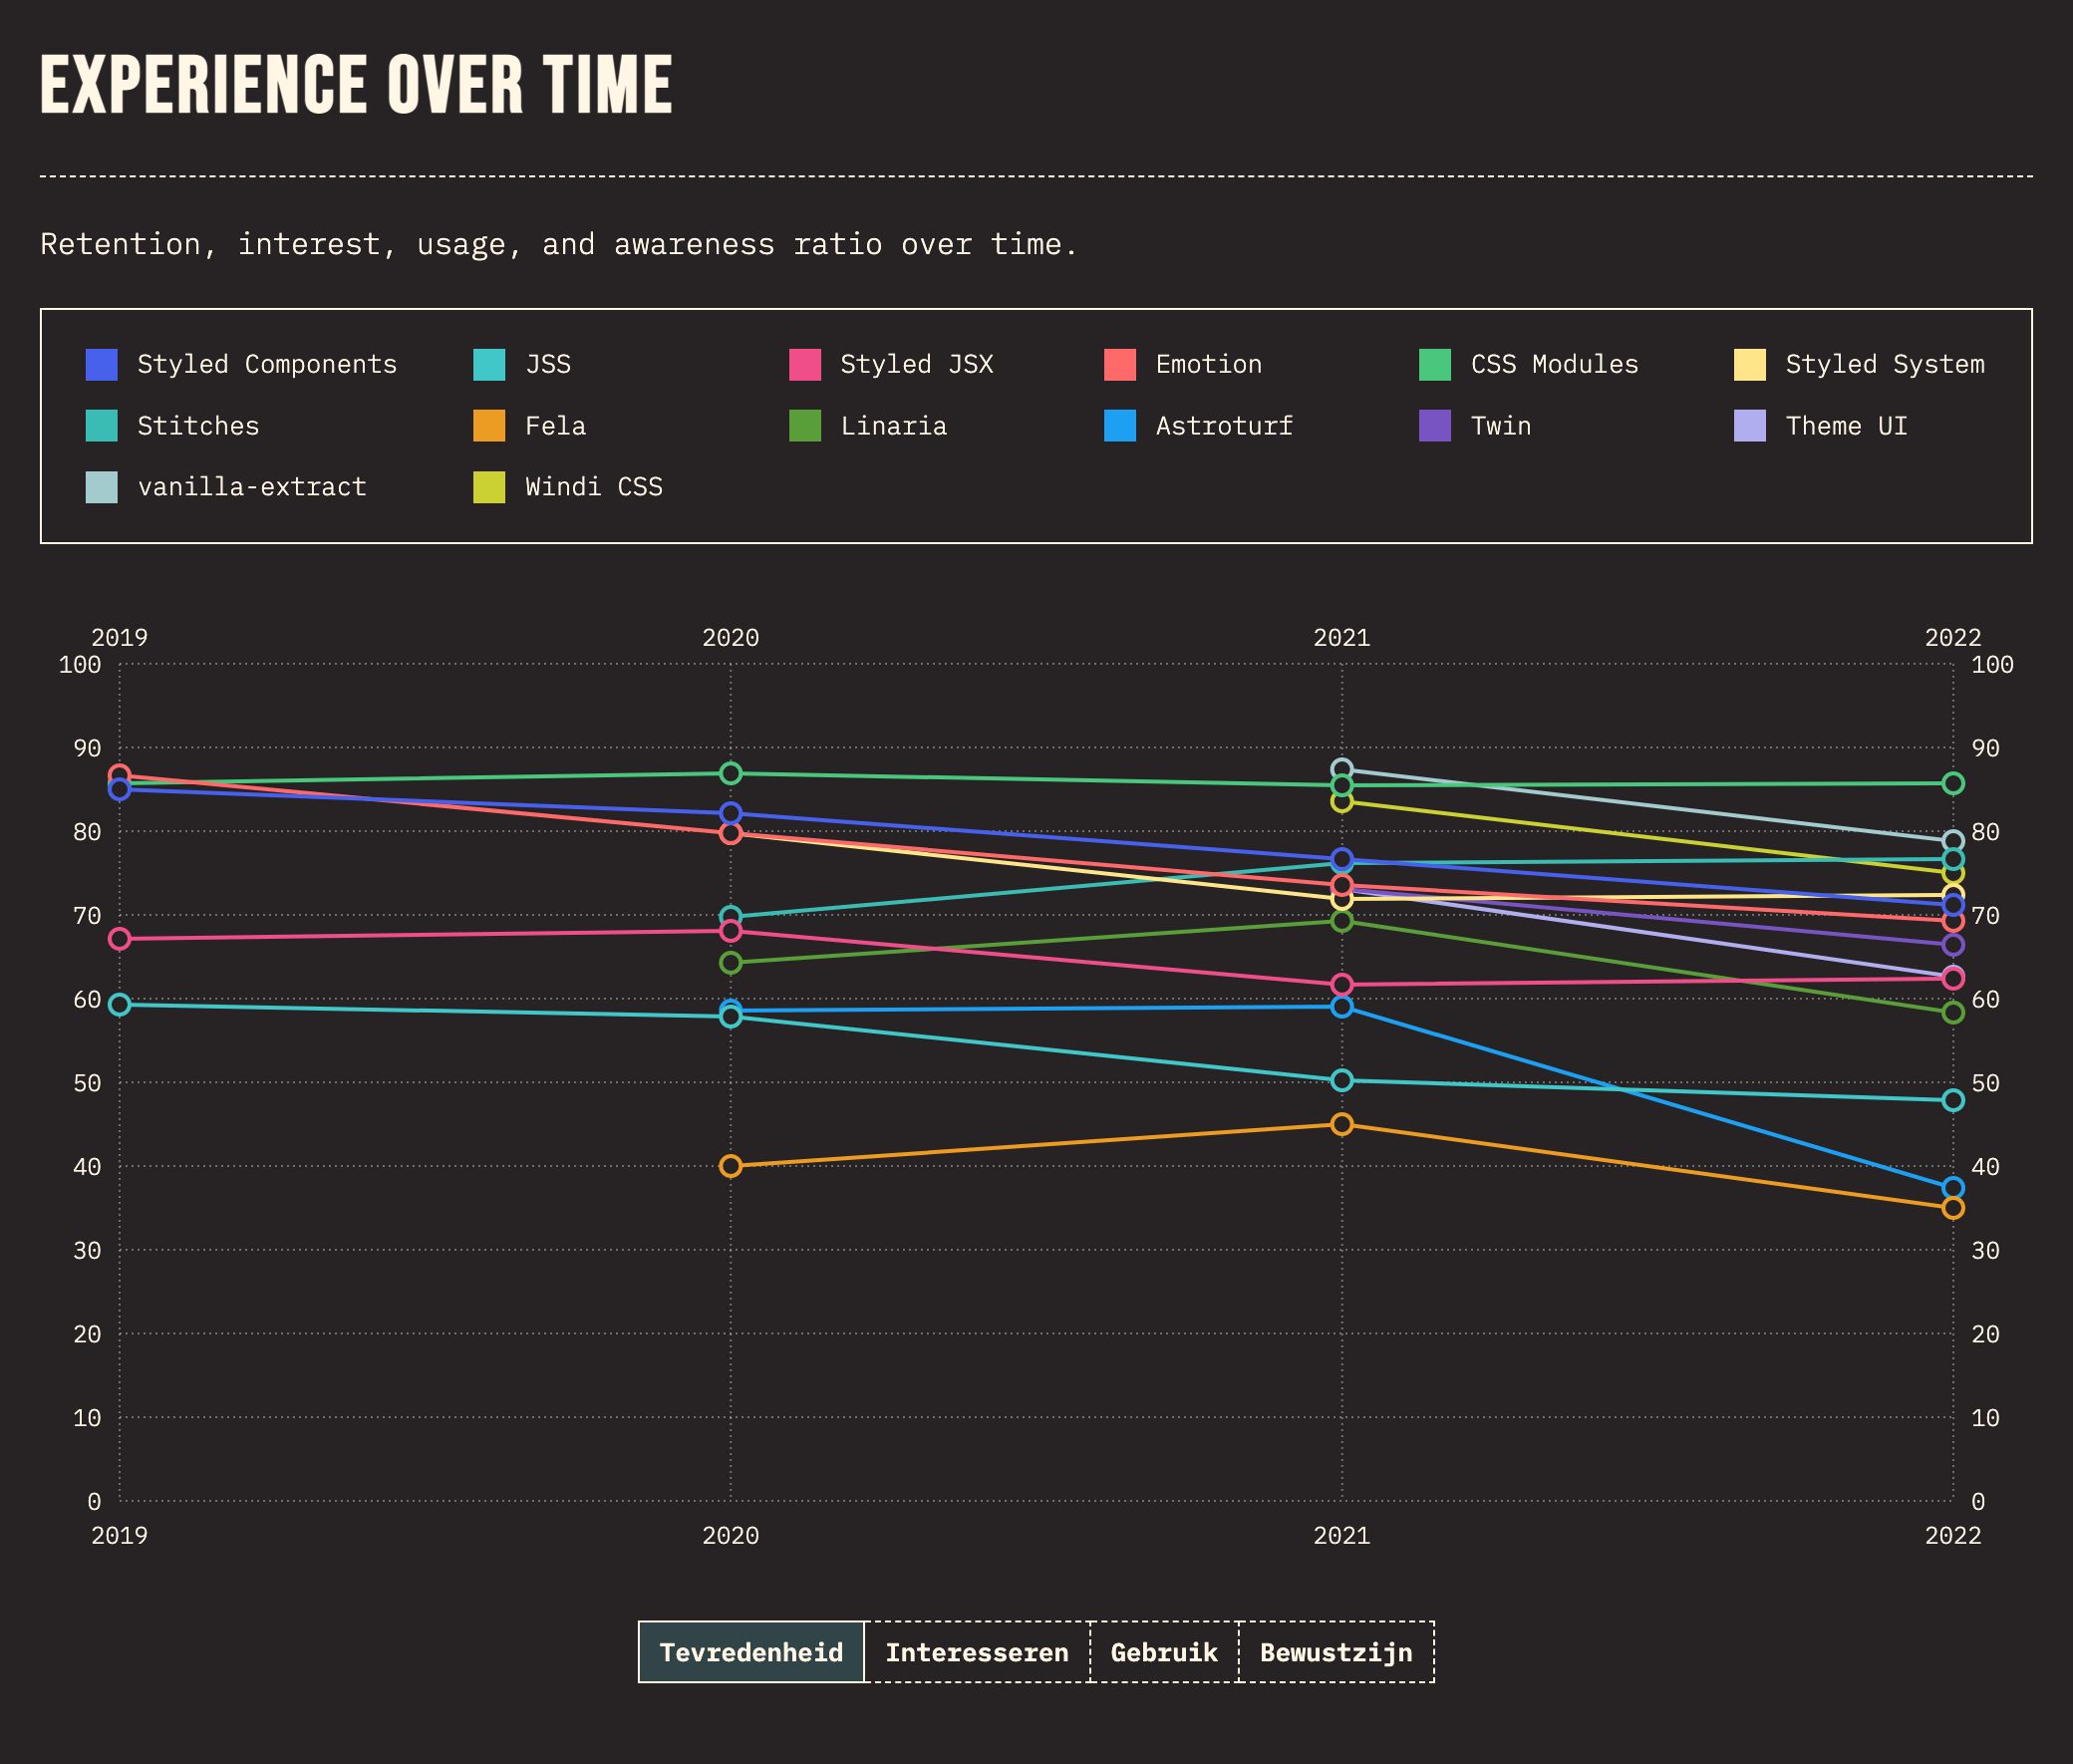 EXPERIENCE OVER TIME
Retention, interest, usage, and awareness ratio over time.
Styled Components JSS Styled JSX Emotion CSS Modules Styled System
Stitches Fela Linaria Astroturf Twin Theme UI
vanilla-extract Windi CSS
2019 2020 2021 2022
100 100
90 90
80 80
70 70
60 60
50 50
40 40
30 30
20 20
10 10
0 0
2019 2020 2021 2022
Tevredenheid Interesseren Gebruik Bewustzijn